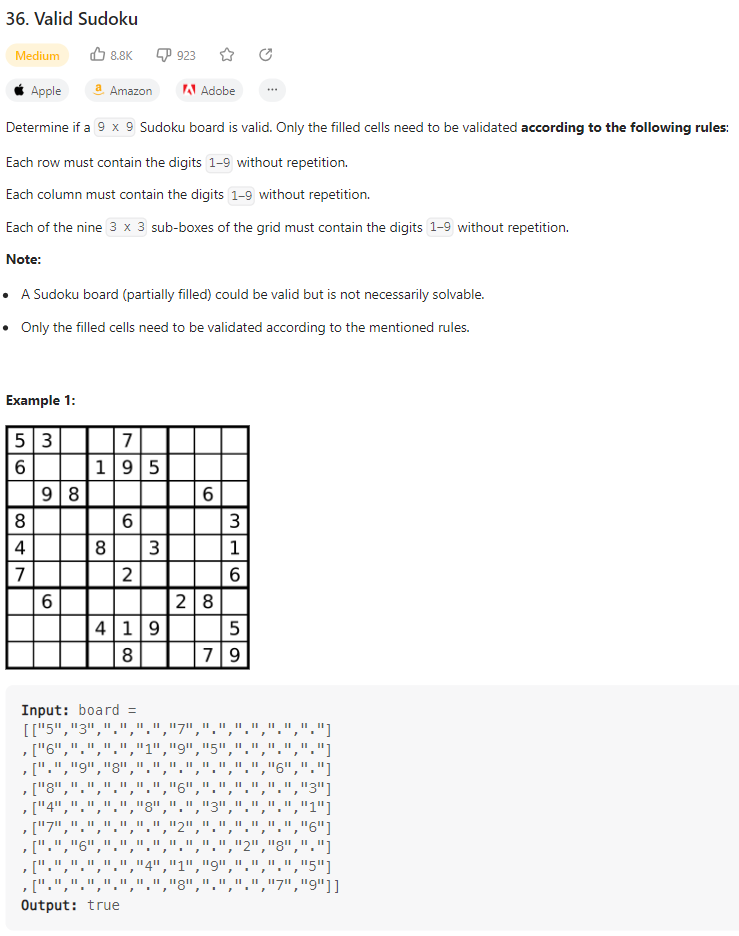 36. Valid Sudoku
Medium 8.8K 923
Apple Amazon Adobe ...
Determine if a 9 x 9 Sudoku board is valid. Only the filled cells need to be validated according to the following rules:
Each row must contain the digits 1-9 without repetition.
Each column must contain the digits 1-9 without repetition.
Each of the nine 3 x 3 sub-boxes of the grid must contain the digits 1-9 without repetition.
Note:
• A Sudoku board (partially filled) could be valid but is not necessarily solvable.
• Only the filled cells need to be validated according to the mentioned rules.
Example 1:
5 3 7
6 1 9 5
9 8 6
8 6 3
4 8 3 1
7 2 6
6 2 8
4 1 9 5
8 7 9
Input: board =
[["5","3",".",".","7",".",".",".","."]
,["6",".",".","1","9","5",".",".","."]
,[".","9","8",".",".",".",".","6","."]
,["8",".",".",".","6",".",".",".","3"]
,["4",".",".","8",".","3",".",".","1"]
,["7",".",".",".","2",".",".",".","6"]
,[".","6",".",".",".",".","2","8","."]
,[".",".",".","4","1","9",".",".","5"]
,[".",".",".",".","8",".",".","7","9"]]
Output: true